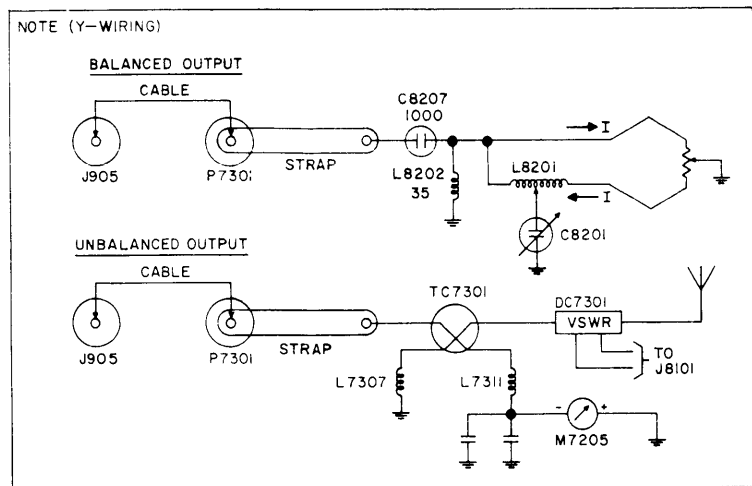 NOTE (Y-WIRING)
BALANCED OUTPUT
CABLE
J905
P7301
STRAP
C8207
1000
L8202
35
I
L8201
I
C8201
UNBALANCED OUTPUT
CABLE
J905
P7301
STRAP
TC7301
DC7301
VSWR
TO
J8101
L7307
L7311
- +
M7205